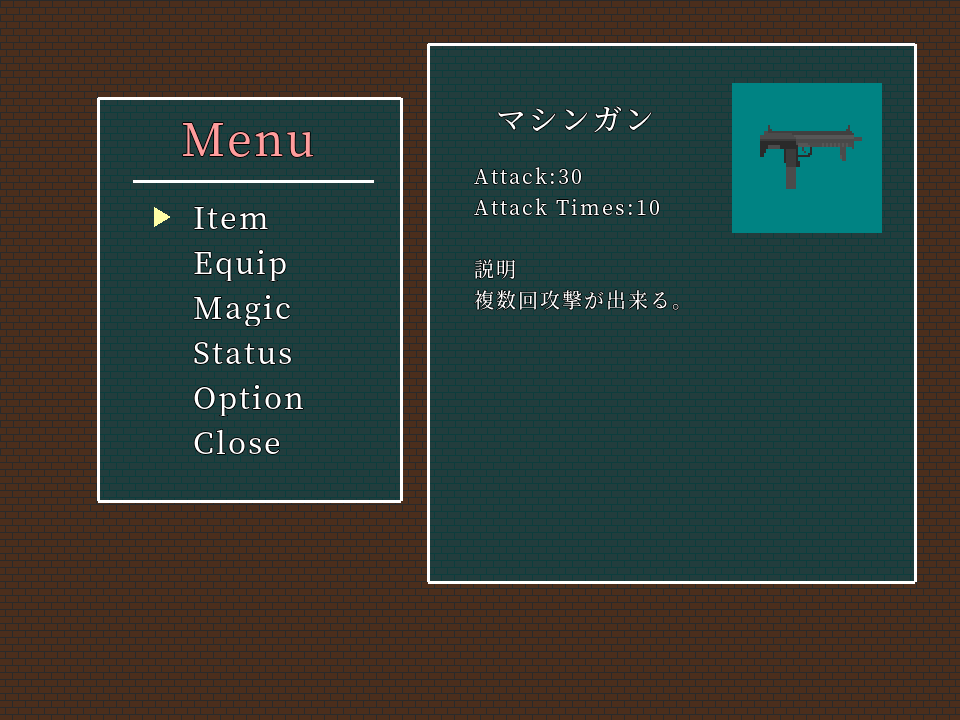 Menu
Item
Equip
Magic
Status
Option
Close
マシンガン
Attack:30
Attack Times:10
説明
複数回攻撃が出来る。